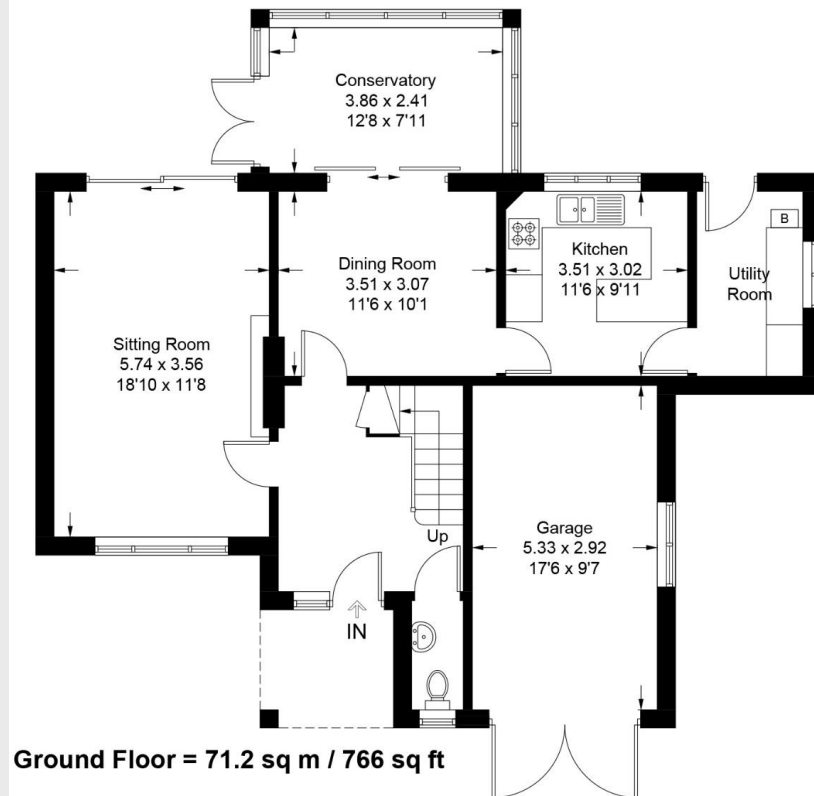 Conservatory
3.86 x 2.41
12'8 x 7'11
B
Kitchen
3.51 x 3.02
11'6 x 9'11
Dining Room
3.51 x 3.07
11'6 x 10'1
Utility
Room
Sitting Room
5.74 x 3.56
18'10 x 11'8
Up
Garage
5.33 x 2.92
17'6 x 9'7
IN
Ground Floor = 71.2 sq m / 766 sq ft